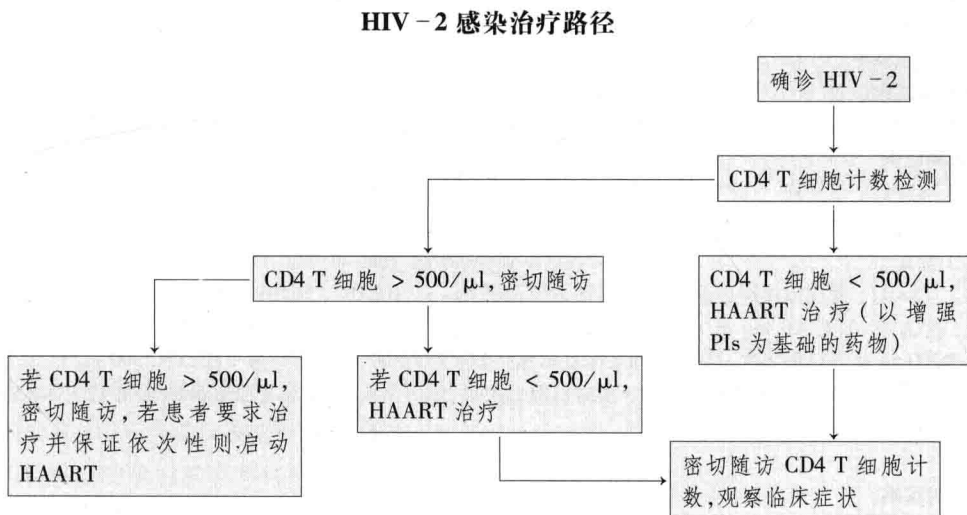 HIV－2 感染治疗路径
确诊 HIV－2
CD4 T 细胞计数检测
CD4 T 细胞 > 500/μl,密切随访
CD4 T 细胞 < 500/μl,
HAART 治疗(以增强
PIs 为基础的药物)
若 CD4 T 细胞 > 500/μl,
密切随访,若患者要求治
疗并保证依次性则启动
HAART
若 CD4 T 细胞 < 500/μl,
HAART 治疗
密切随访 CD4 T 细胞计
数,观察临床症状